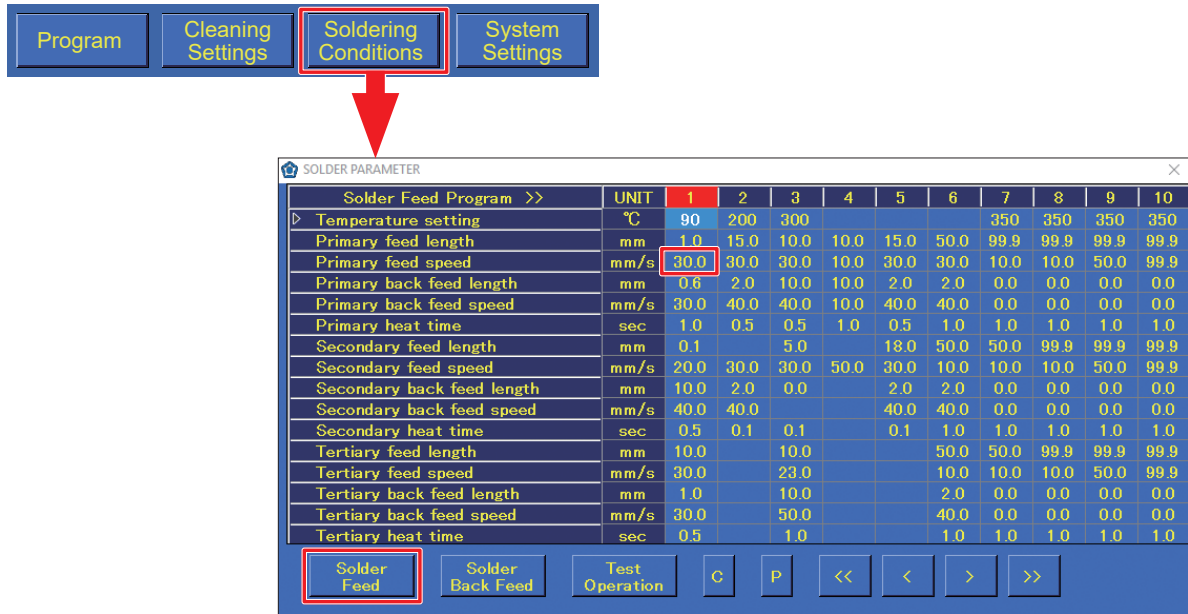 Program
Cleaning
Settings
Soldering
Conditions
System
Settings
SOLDER PARAMETER
Solder Feed Program >> UNIT 1 2 3 4 5 6 7 8 9 10
Temperature setting ℃ 90 200 300 350 350 350 350
Primary feed length mm 1.0 15.0 10.0 10.0 15.0 50.0 99.9 99.9 99.9 99.9
Primary feed speed mm/s 30.0 30.0 30.0 10.0 30.0 30.0 10.0 10.0 50.0 99.9
Primary back feed length mm 0.6 2.0 10.0 10.0 2.0 2.0 0.0 0.0 0.0 0.0
Primary back feed speed mm/s 30.0 40.0 40.0 10.0 40.0 40.0 0.0 0.0 0.0 0.0
Primary heat time sec 1.0 0.5 0.5 1.0 0.5 1.0 1.0 1.0 1.0 1.0
Secondary feed length mm 0.1 5.0 18.0 50.0 50.0 99.9 99.9 99.9
Secondary feed speed mm/s 20.0 30.0 30.0 50.0 30.0 10.0 10.0 10.0 50.0 99.9
Secondary back feed length mm 10.0 2.0 0.0 2.0 2.0 0.0 0.0 0.0 0.0
Secondary back feed speed mm/s 40.0 40.0 40.0 40.0 0.0 0.0 0.0 0.0
Secondary heat time sec 0.5 0.1 0.1 0.1 1.0 1.0 1.0 1.0 1.0
Tertiary feed length mm 10.0 10.0 50.0 50.0 99.9 99.9 99.9
Tertiary feed speed mm/s 30.0 23.0 10.0 10.0 10.0 50.0 99.9
Tertiary back feed length mm 1.0 10.0 2.0 0.0 0.0 0.0 0.0
Tertiary back feed speed mm/s 30.0 50.0 40.0 0.0 0.0 0.0 0.0
Tertiary heat time sec 0.5 1.0 1.0 1.0 1.0 1.0 1.0
Solder
Feed
Solder
Back Feed
Test
Operation
C
P
<<
<
>
>>